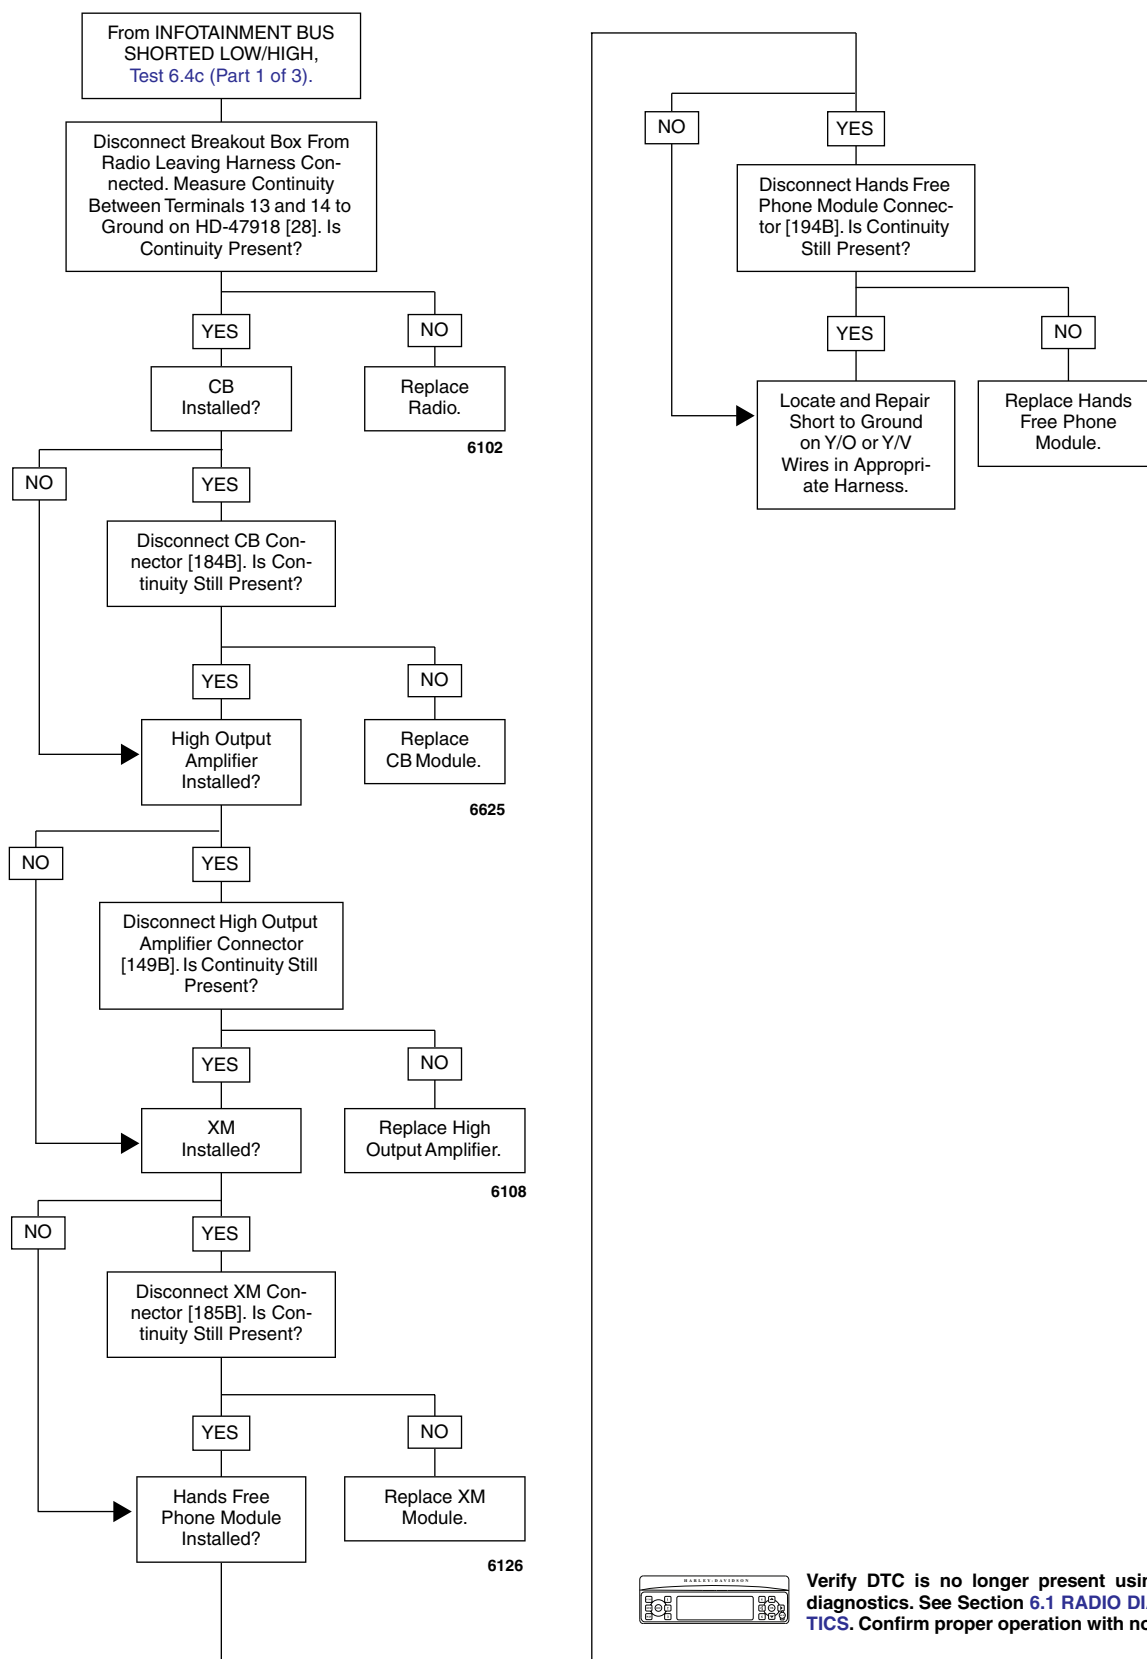 From INFOTAINMENT BUS
SHORTED LOW/HIGH,
Test 6.4c (Part 1 of 3).
Disconnect Breakout Box From
Radio Leaving Harness Con-
nected. Measure Continuity
Between Terminals 13 and 14 to
Ground on HD-47918 [28]. Is
Continuity Present?
YES
NO
CB
Installed?
Replace
Radio.
6102
NO
YES
Disconnect CB Con-
nector [184B]. Is Con-
tinuity Still Present?
YES
NO
High Output
Amplifier
Installed?
Replace
CB Module.
6625
NO
YES
Disconnect High Output
Amplifier Connector
[149B]. Is Continuity Still
Present?
YES
NO
XM
Installed?
Replace High
Output Amplifier.
6108
NO
YES
Disconnect XM Con-
nector [185B]. Is Con-
tinuity Still Present?
YES
NO
Hands Free
Phone Module
Installed?
Replace XM
Module.
6126
NO
YES
Disconnect Hands Free
Phone Module Connec-
tor [194B]. Is Continuity
Still Present?
YES
NO
Locate and Repair
Short to Ground
on Y/O or Y/V
Wires in Appropri-
ate Harness.
Replace Hands
Free Phone
Module.
HARLEY-DAVIDSON
Verify DTC is no longer present usin
diagnostics. See Section 6.1 RADIO DI
TICS. Confirm proper operation with no